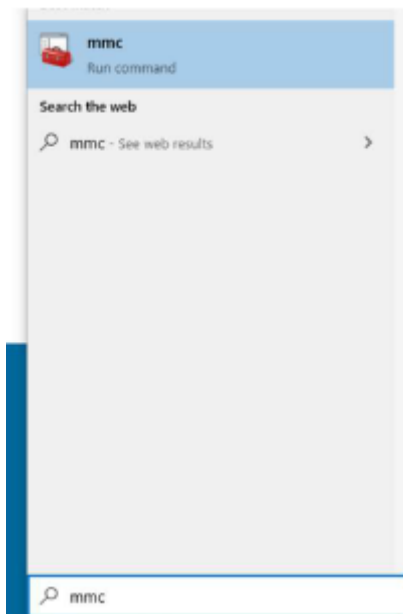 mmc
Run command
Search the web
mmc - See web results
mmc